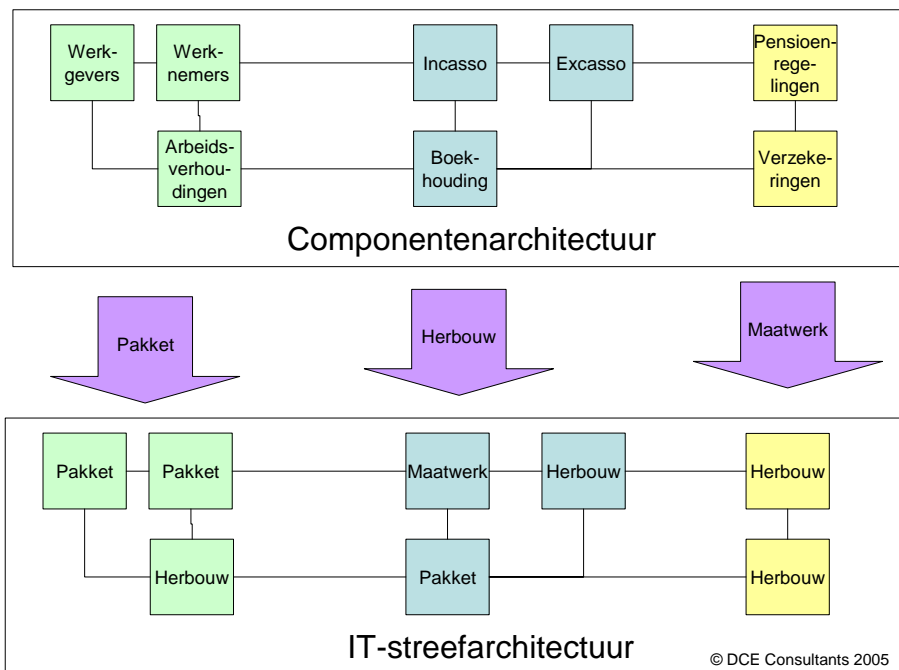 Werk-
gevers
Werk-
nemers
Incasso
Excasso
Pensioen-
rege-
lingen
Arbeids-
verhou-
dingen
Boek-
houding
Verzeke-
ringen
Componentenarchitectuur
Pakket
Herbouw
Maatwerk
Pakket
Pakket
Maatwerk
Herbouw
Herbouw
Herbouw
Pakket
Herbouw
IT-streefarchitectuur
© DCE Consultants 2005